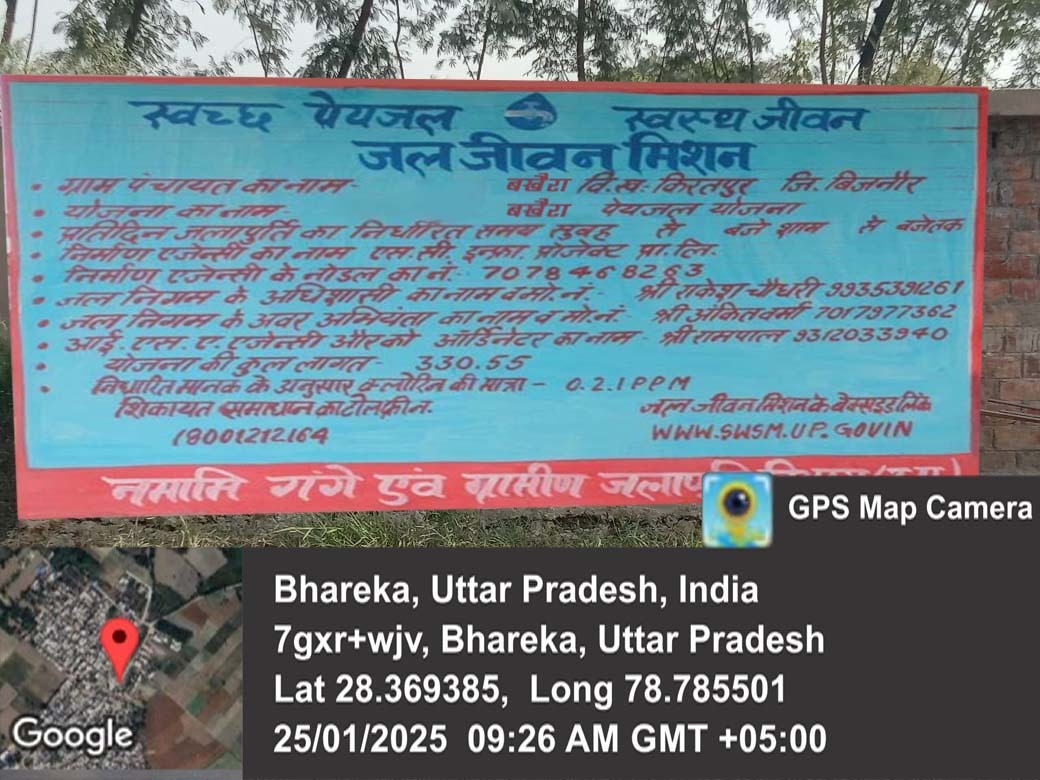 स्वच्छ पेयजल स्वस्थ जीवन
जल जीवन मिशन
• ग्राम पंचायत का नाम- बखैरा वि.ख. किरतपुर जि. बिजनौर
• योजना का नाम- बखैरा पेयजल योजना
• प्रतिदिन जलापुर्ति का निर्धारित समय सुबह से बजे शाम से बजे तक
• निर्माण एजेन्सी का नाम एस.सी. इन्फ्रा. प्रोजेक्ट प्रा. लि.
• निर्माण एजेन्सी के नोडल का नं.- 7078468263
• जल निगम के अधिशासी का नाम व मो. नं. - श्री राकेश चौधरी 9935391261
• जल निगम के अवर अभियंता का नाम व मो. नं. श्री अंकित वर्मा 7017977362
• आई. एस. ए. एजेन्सी और को ऑर्डिनेटर का नाम - श्री रामपाल 9312033940
• योजना की कुल लागत - 330.55
• निर्धारित मानक के अनुसार क्लोरिन की मात्रा - 0.2.1 PPM
शिकायत समाधान का टोल फ्री नं. जल जीवन मिशन के वेबसाइड लिंक
18001212164 WWW.SWSM.UP.GOVIN
नमामि गंगे एवं ग्रामीण
GPS Map Camera
Bhareka, Uttar Pradesh, India
7gxr+wjv, Bhareka, Uttar Pradesh
Lat 28.369385, Long 78.785501
25/01/2025 09:26 AM GMT +05:00
Google